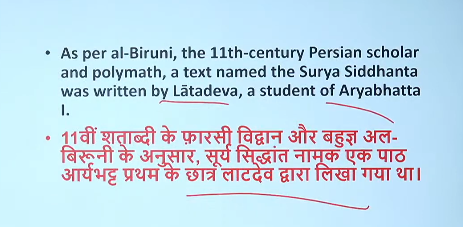 • As per al-Biruni, the 11th-century Persian scholar
and polymath, a text named the Surya Siddhanta
was written by Lātadeva, a student of Aryabhatta
I.
• 11वीं शताब्दी के फ़ारसी विद्वान और बहुज्ञ अल-
बिरूनी के अनुसार, सूर्य सिद्धांत नामक एक पाठ
आर्यभट्ट प्रथम के छात्र लाटदेव द्वारा लिखा गया था।